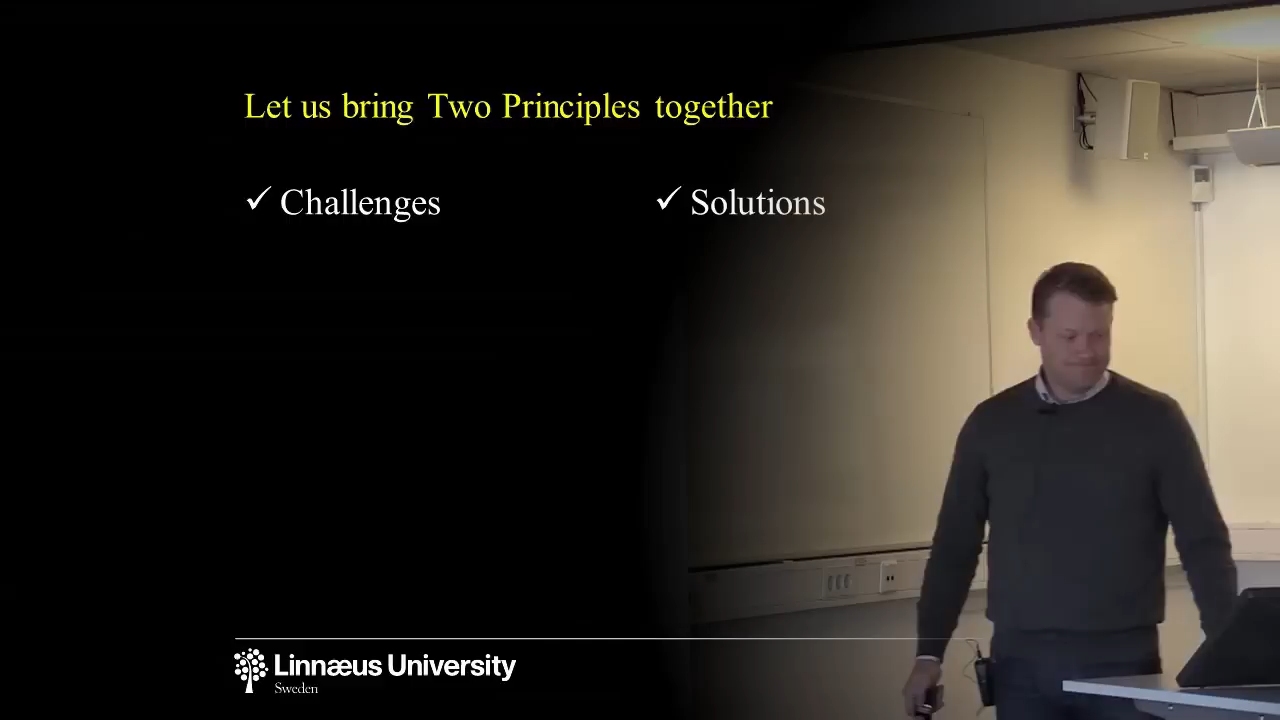 Let us bring Two Principles together
✓ Challenges
✓ Solutions
Linnæus University
Sweden